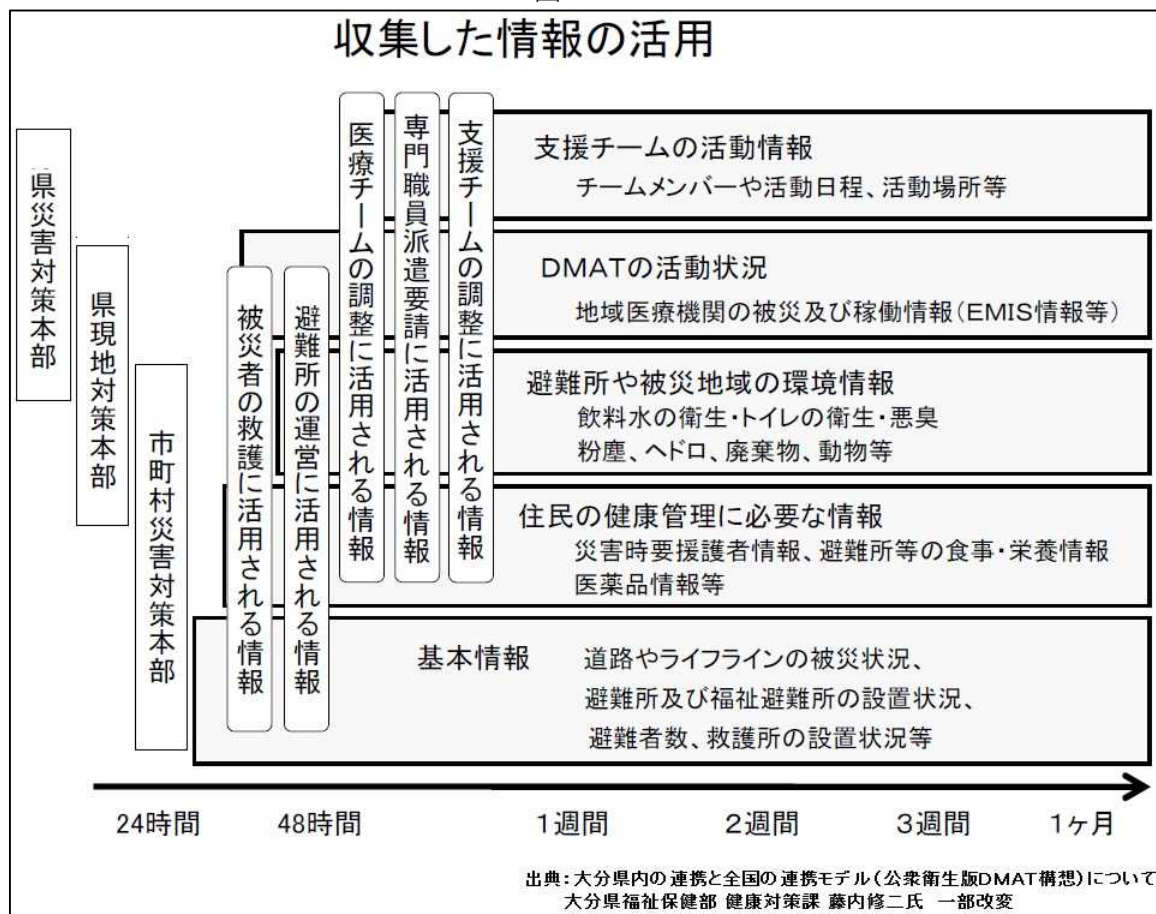 収集した情報の活用
県災害対策本部
県現地対策本部
市町村災害対策本部
被災者の救護に活用される情報
避難所の運営に活用される情報
医療チームの調整に活用される情報
専門職員派遣要請に活用される情報
支援チームの調整に活用される情報
支援チームの活動情報
チームメンバーや活動日程、活動場所等
DMATの活動状況
地域医療機関の被災及び稼働情報(EMIS情報等)
避難所や被災地域の環境情報
飲料水の衛生・トイレの衛生・悪臭
粉塵、ヘドロ、廃棄物、動物等
住民の健康管理に必要な情報
災害時要援護者情報、避難所等の食事・栄養情報
医薬品情報等
基本情報 道路やライフラインの被災状況、
避難所及び福祉避難所の設置状況、
避難者数、救護所の設置状況等
24時間 48時間 1週間 2週間 3週間 1ヶ月
出典:大分県内の連携と全国の連携モデル(公衆衛生版DMAT構想)について
大分県福祉保健部 健康対策課 藤内修二氏 一部改変